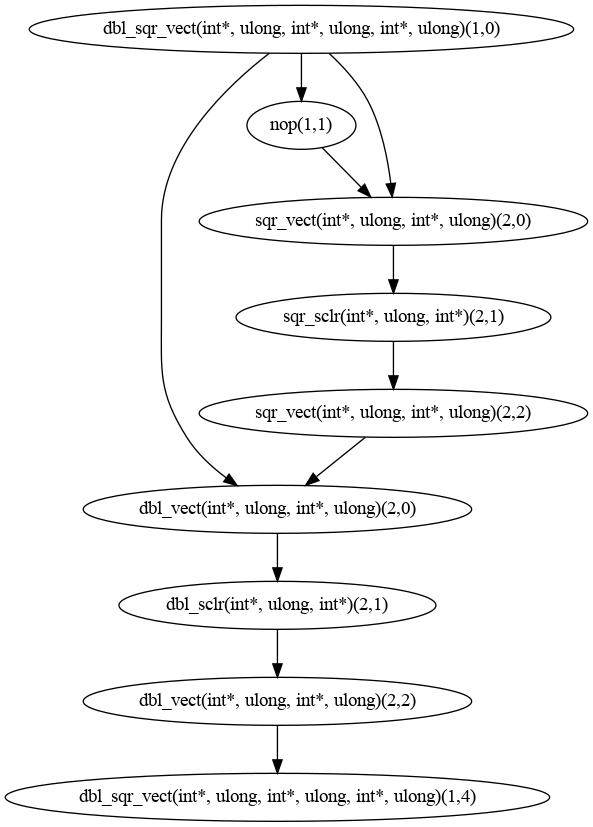 dbl_sqr_vect(int*, ulong, int*, ulong, int*, ulong)(1,0)
nop(1,1)
sqr_vect(int*, ulong, int*, ulong)(2,0)
sqr_sclr(int*, ulong, int*)(2,1)
sqr_vect(int*, ulong, int*, ulong)(2,2)
dbl_vect(int*, ulong, int*, ulong)(2,0)
dbl_sclr(int*, ulong, int*)(2,1)
dbl_vect(int*, ulong, int*, ulong)(2,2)
dbl_sqr_vect(int*, ulong, int*, ulong, int*, ulong)(1,4)